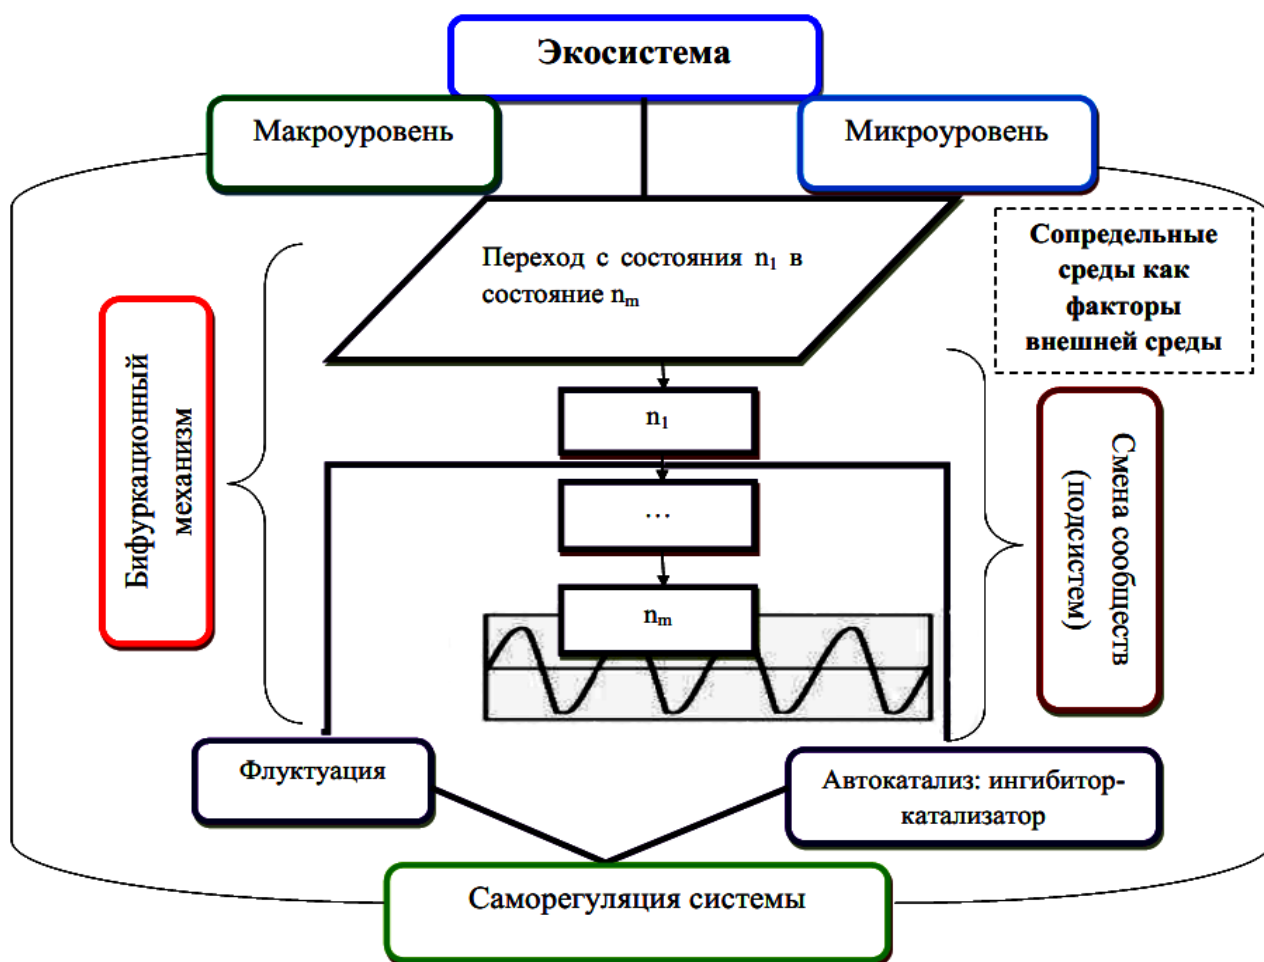 Экосистема
Макроуровень
Микроуровень
Переход с состояния n₁ в
состояние nₘ
Сопредельные
среды как
факторы
внешней среды
Бифуркационный
механизм
n₁
…
nₘ
Смена сообществ
(подсистем)
Флуктуация
Автокатализ: ингибитор-
катализатор
Саморегуляция системы